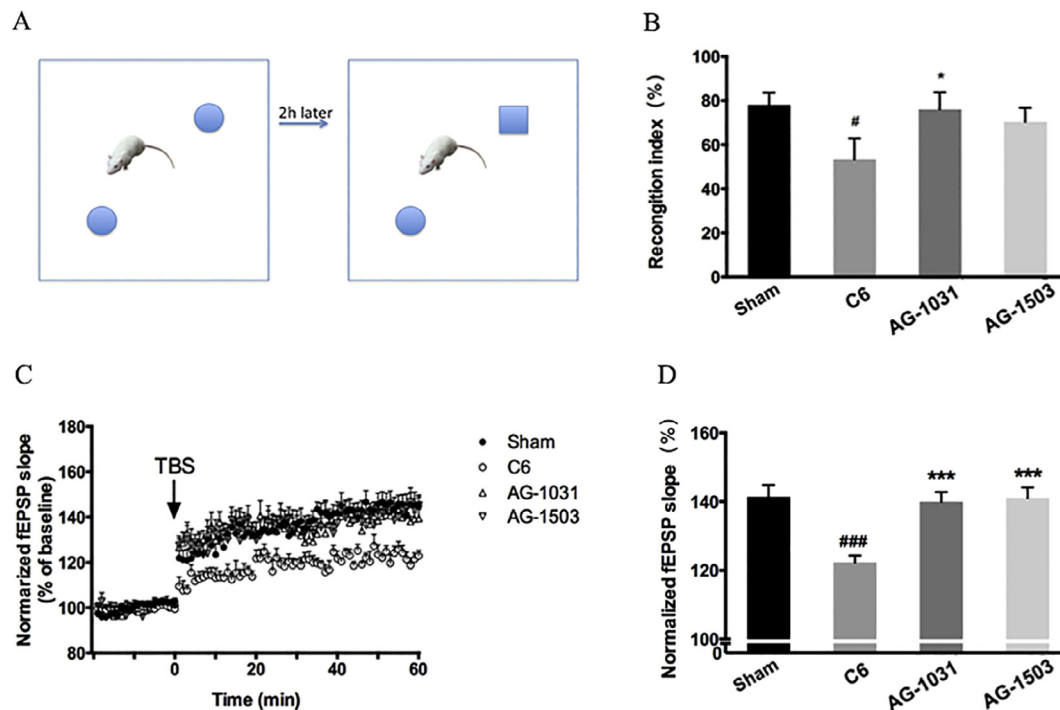 A
2h later
B
Recongition index (%)
100
80
60
40
20
0
*
#
Sham
C6
AG-1031
AG-1503
C
Normarized fEPSP slope
(% of baseline)
180
160
140
120
100
80
TBS
0
20
40
60
Time (min)
Sham
C6
AG-1031
AG-1503
D
Normalized fEPSP slope (%)
160
140
120
100
0
***
***
###
Sham
C6
AG-1031
AG-1503